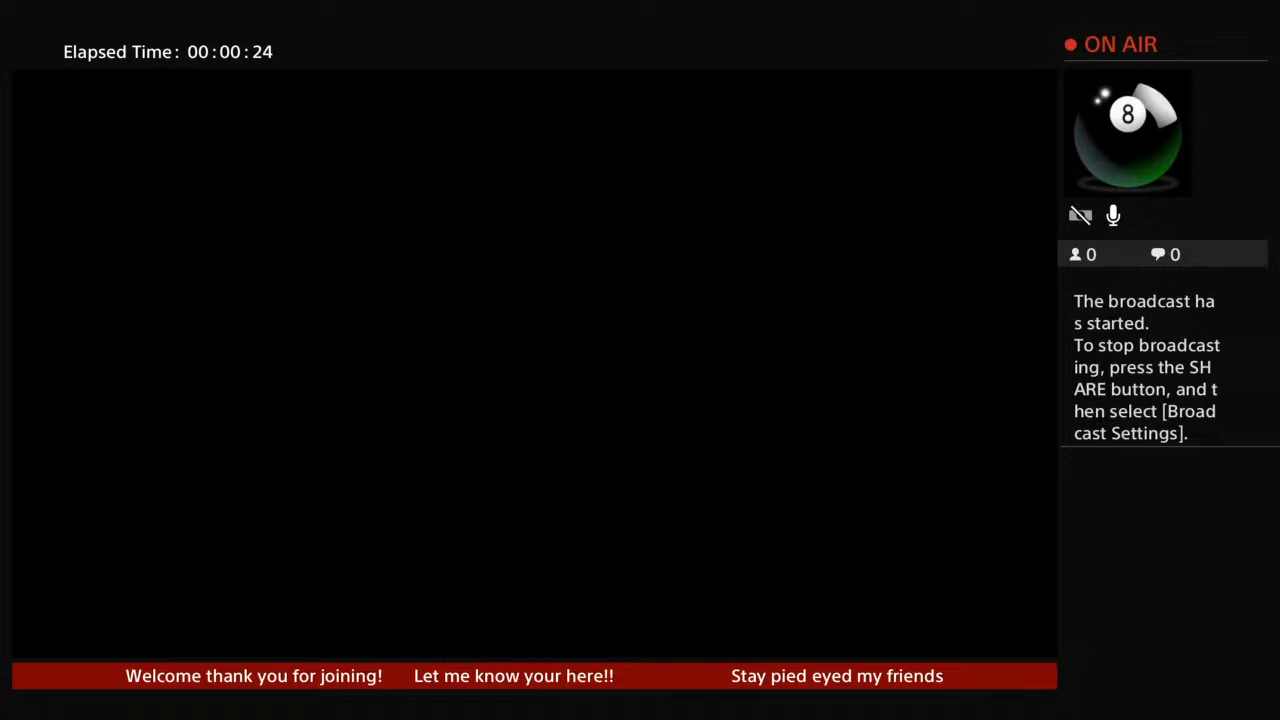 Elapsed Time: 00:00:24
ON AIR
8
0 0
The broadcast ha
s started.
To stop broadcast
ing, press the SH
ARE button, and t
hen select [Broad
cast Settings].
Welcome thank you for joining! Let me know your here!! Stay pied eyed my friends